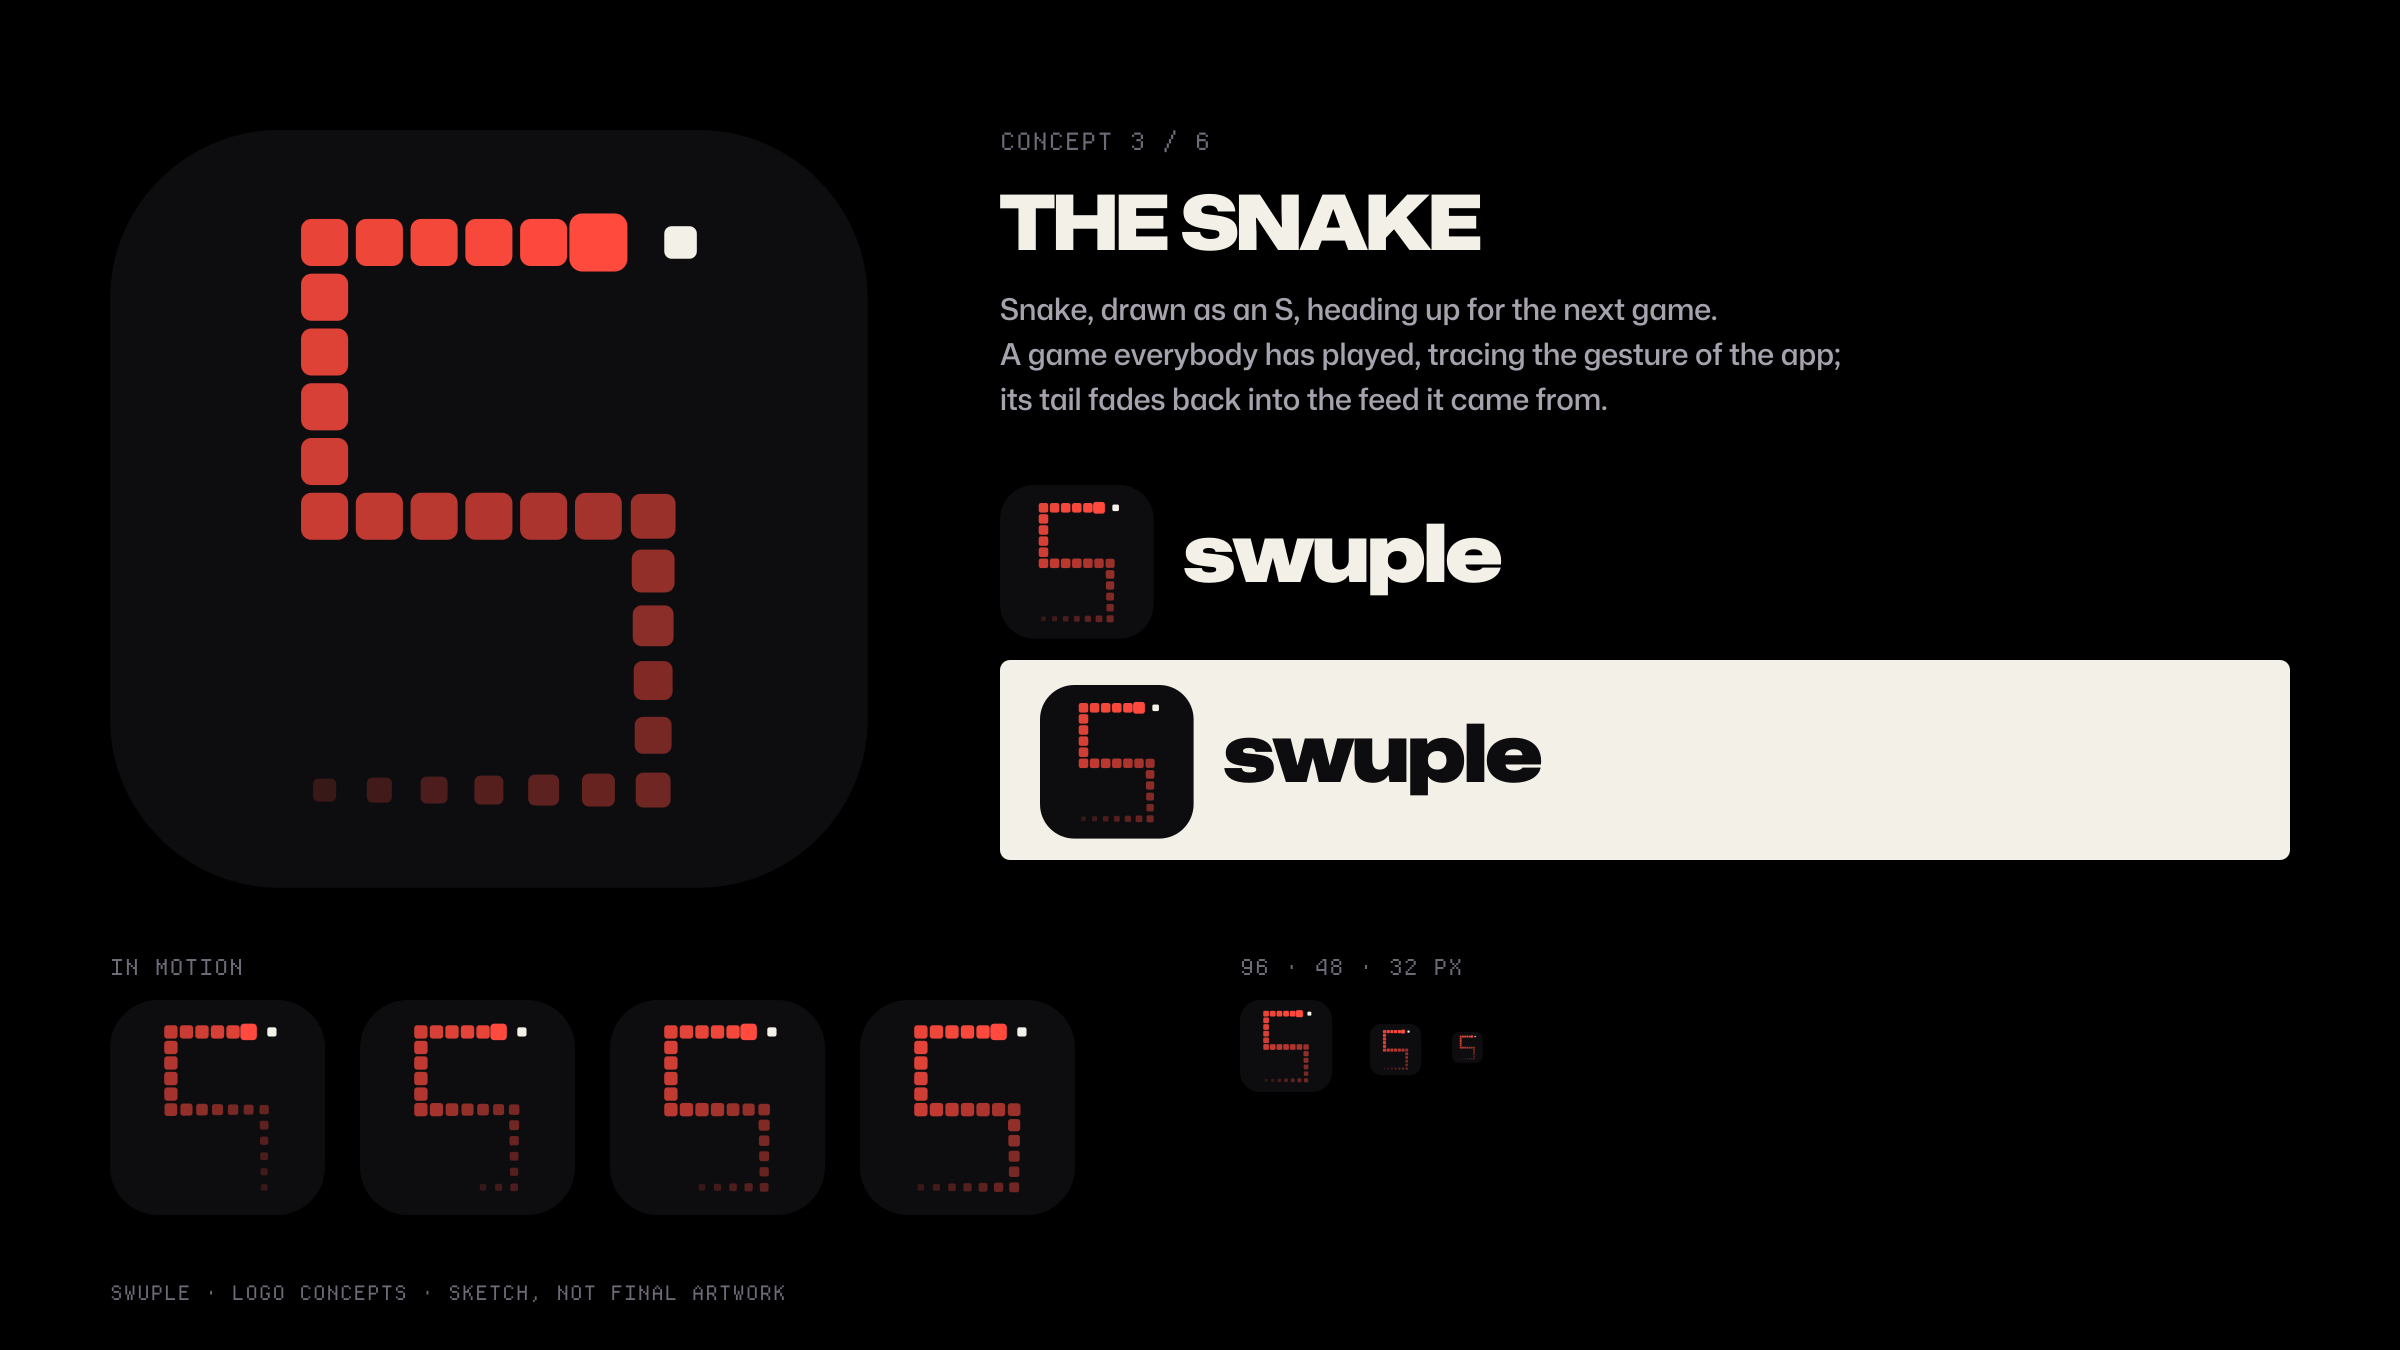 CONCEPT 3 / 6
THE SNAKE
Snake, drawn as an S, heading up for the next game.
A game everybody has played, tracing the gesture of the app;
its tail fades back into the feed it came from.
swuple
swuple
IN MOTION
96 · 48 · 32 PX
SWUPLE · LOGO CONCEPTS · SKETCH, NOT FINAL ARTWORK